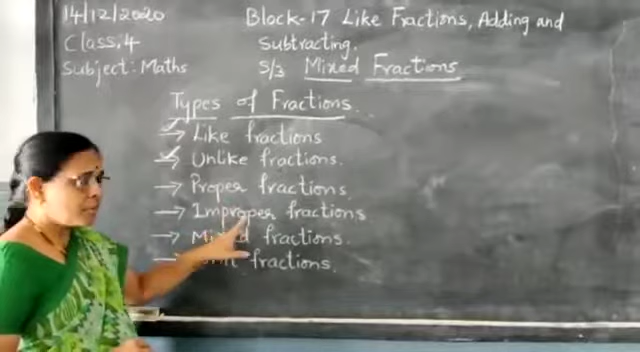 14/12/2020
Block-17 Like Fractions, Adding and
Class: 4
Subtracting.
Subject: Maths
S/3 Mixed Fractions
Types of Fractions
→ Like fractions
→ Unlike fractions.
→ Proper fractions
→ Improper fractions
→ fractions.
fractions.